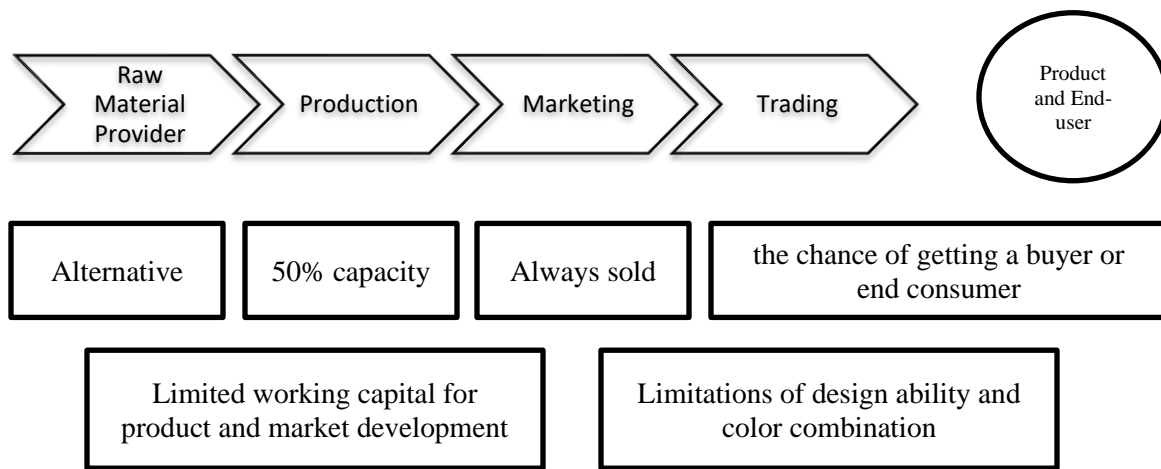 Raw
Material
Provider
Production
Marketing
Trading
Product
and End-
user
Alternative
50% capacity
Always sold
the chance of getting a buyer or
end consumer
Limited working capital for
product and market development
Limitations of design ability and
color combination